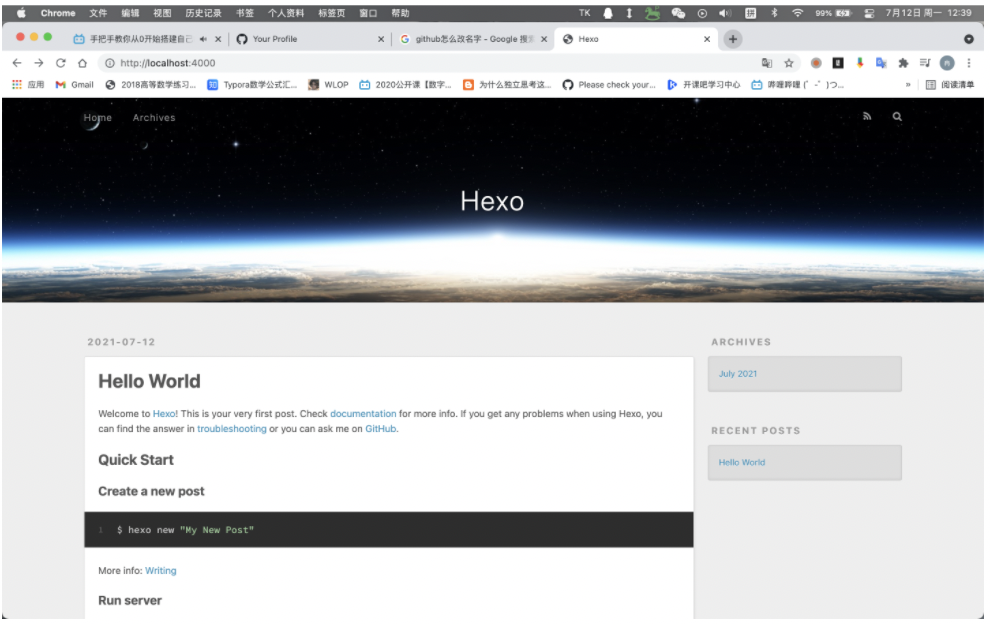 Chrome 文件 编辑 视图 历史记录 书签 个人资料 标签页 窗口 帮助 TK 拼 99% 7月12日 周一 12:39
手把手教你从0开始搭建自己 Your Profile github怎么改名字 - Google 搜索 Hexo
http://localhost:4000
应用 Gmail 2018高等数学练习... Typora数学公式汇... WLOP 2020公开课【数字... 为什么独立思考这... Please check your... 开课吧学习中心 哔哩哔哩 (゜-゜)つ... » 阅读清单
Home Archives
Hexo
2021-07-12
Hello World
Welcome to Hexo! This is your very first post. Check documentation for more info. If you get any problems when using Hexo, you
can find the answer in troubleshooting or you can ask me on GitHub.
Quick Start
Create a new post
1 $ hexo new "My New Post"
More info: Writing
Run server
ARCHIVES
July 2021
RECENT POSTS
Hello World